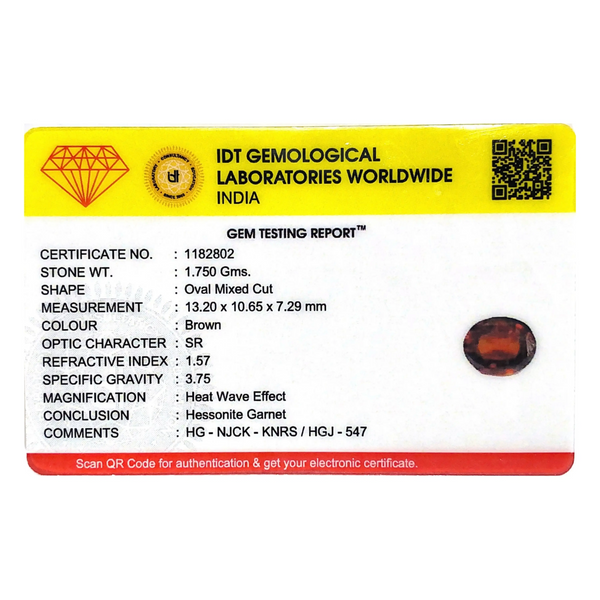 IDT GEMOLOGICAL
LABORATORIES WORLDWIDE
INDIA
GEM TESTING REPORT™
CERTIFICATE NO. : 1182802
STONE WT. : 1.750 Gms.
SHAPE : Oval Mixed Cut
MEASUREMENT : 13.20 x 10.65 x 7.29 mm
COLOUR : Brown
OPTIC CHARACTER : SR
REFRACTIVE INDEX : 1.57
SPECIFIC GRAVITY : 3.75
MAGNIFICATION : Heat Wave Effect
CONCLUSION : Hessonite Garnet
COMMENTS : HG - NJCK - KNRS / HGJ - 547
Scan QR Code for authentication & get your electronic certificate.